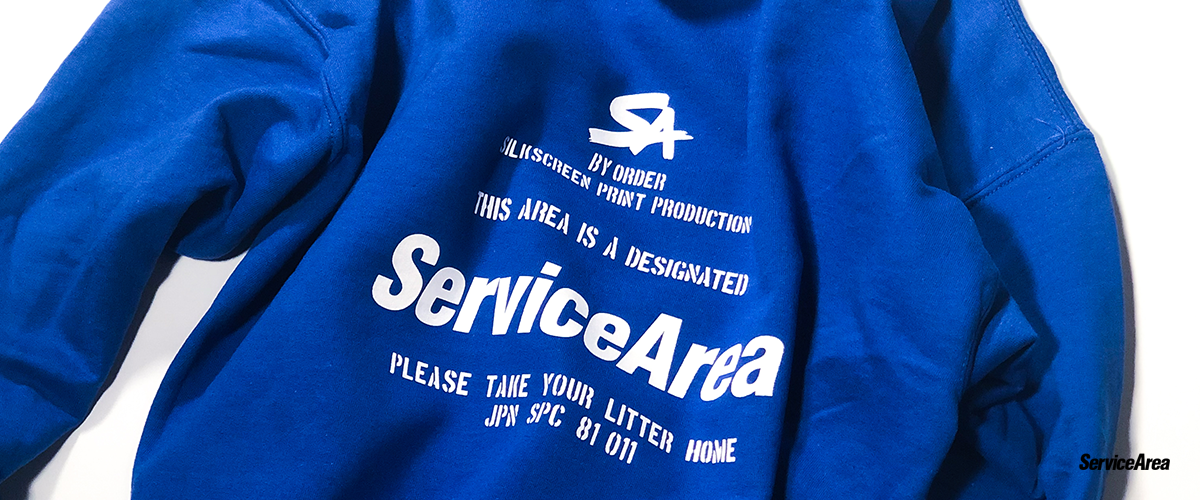 SA
BY ORDER
SILKSCREEN PRINT PRODUCTION
THIS AREA IS A DESIGNATED
ServiceArea
PLEASE TAKE YOUR LITTER HOME
JPN SPC 81 011
ServiceArea